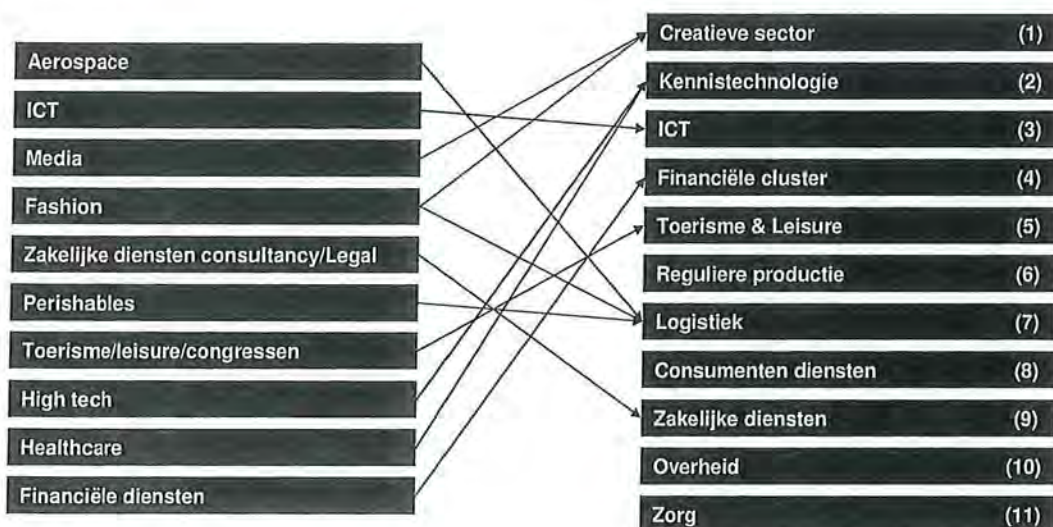 Aerospace
ICT
Media
Fashion
Zakelijke diensten consultancy/Legal
Perishables
Toerisme/leisure/congressen
High tech
Healthcare
Financiële diensten
Creatieve sector (1)
Kennistechnologie (2)
ICT (3)
Financiële cluster (4)
Toerisme & Leisure (5)
Reguliere productie (6)
Logistiek (7)
Consumenten diensten (8)
Zakelijke diensten (9)
Overheid (10)
Zorg (11)